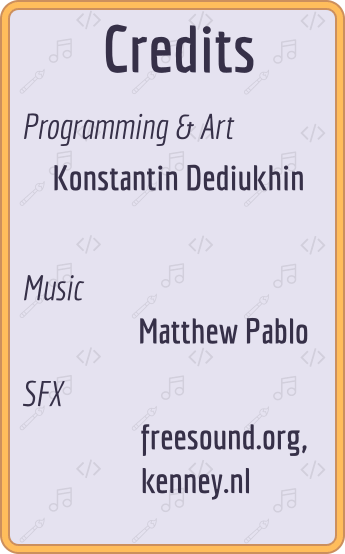 Credits
Programming & Art
Konstantin Dediukhin
Music
Matthew Pablo
SFX
freesound.org,
kenney.nl